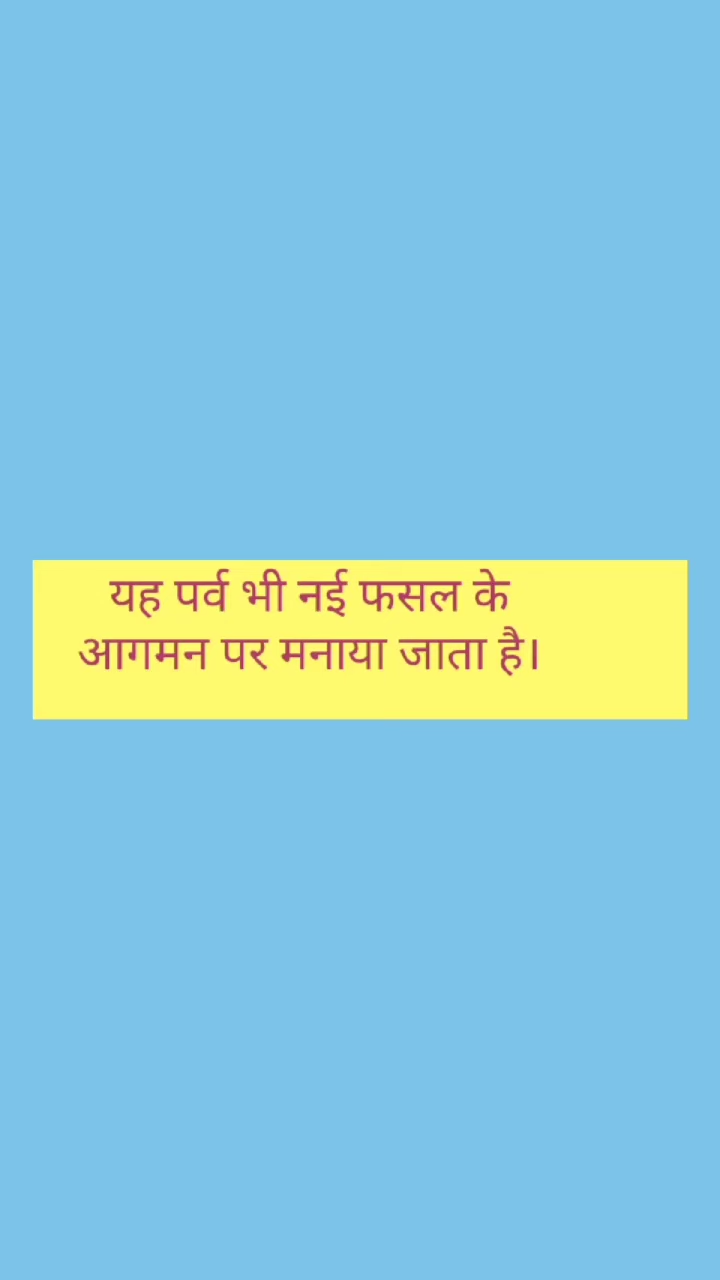 यह पर्व भी नई फसल के
आगमन पर मनाया जाता है।